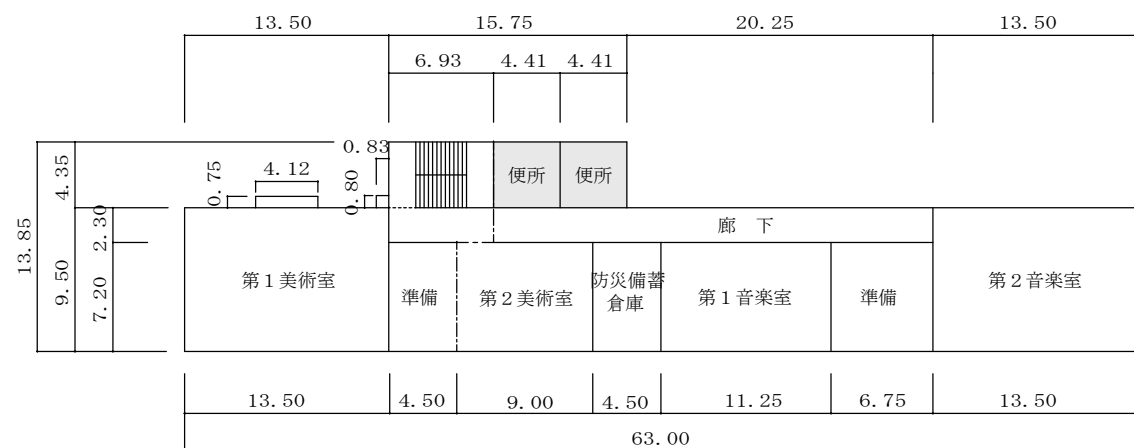 13.50 15.75 20.25 13.50
6.93 4.41 4.41
0.83
4.35 0.75 4.12 0.80 便所 便所
13.85 9.50 2.30 廊 下
7.20 第1美術室 準備 第2美術室 防災備蓄 第1音楽室 準備 第2音楽室
倉庫
13.50 4.50 9.00 4.50 11.25 6.75 13.50
63.00